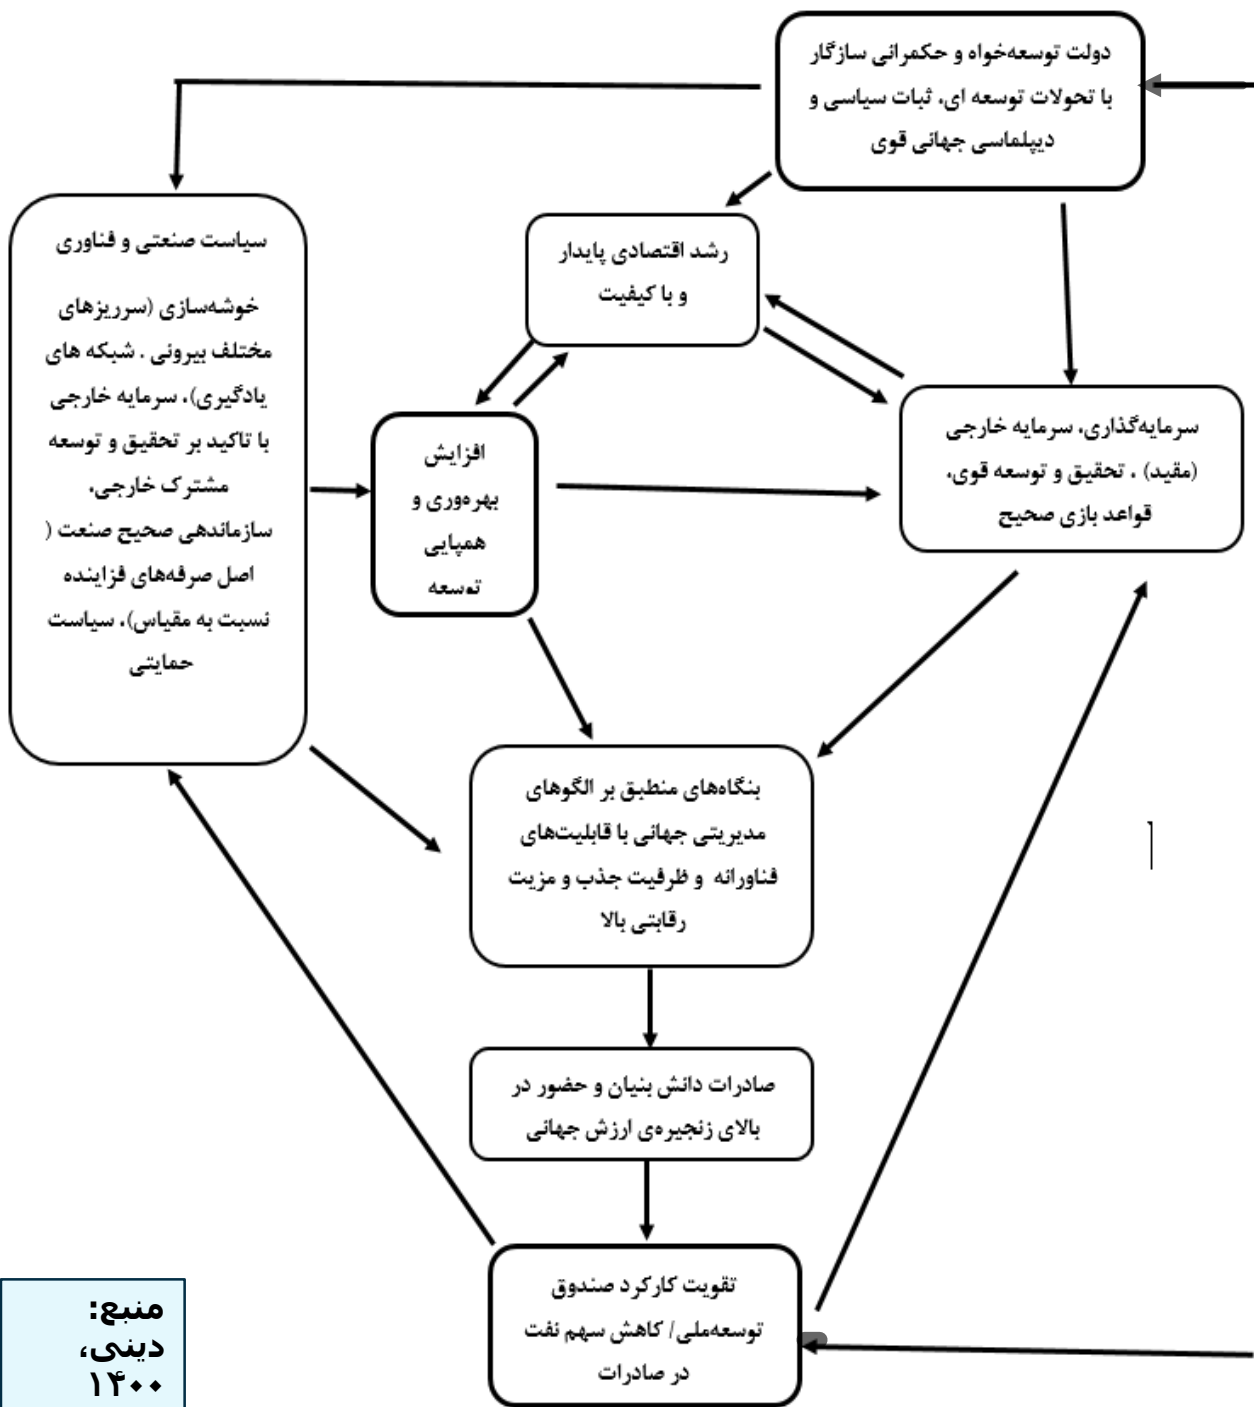 دولت توسعه‌خواه و حکمرانی سازگار
با تحولات توسعه ای، ثبات سیاسی و
دیپلماسی جهانی قوی
رشد اقتصادی پایدار
و با کیفیت
سیاست صنعتی و فناوری
خوشه‌سازی (سرریزهای
مختلف بیرونی ، شبکه های
یادگیری)، سرمایه خارجی
با تاکید بر تحقیق و توسعه
مشترک خارجی،
سازماندهی صحیح صنعت (
اصل صرفه‌های فزاینده
نسبت به مقیاس)، سیاست
حمایتی
سرمایه‌گذاری، سرمایه خارجی
(مقید) ، تحقیق و توسعه قوی،
قواعد بازی صحیح
افزایش
بهره‌وری و
همپایی
توسعه
بنگاه‌های منطبق بر الگوهای
مدیریتی جهانی با قابلیت‌های
فناورانه و ظرفیت جذب و مزیت
رقابتی بالا
صادرات دانش بنیان و حضور در
بالای زنجیره‌ی ارزش جهانی
تقویت کارکرد صندوق
توسعه‌ملی/ کاهش سهم نفت
در صادرات
منبع:
دینی،
۱۴۰۰